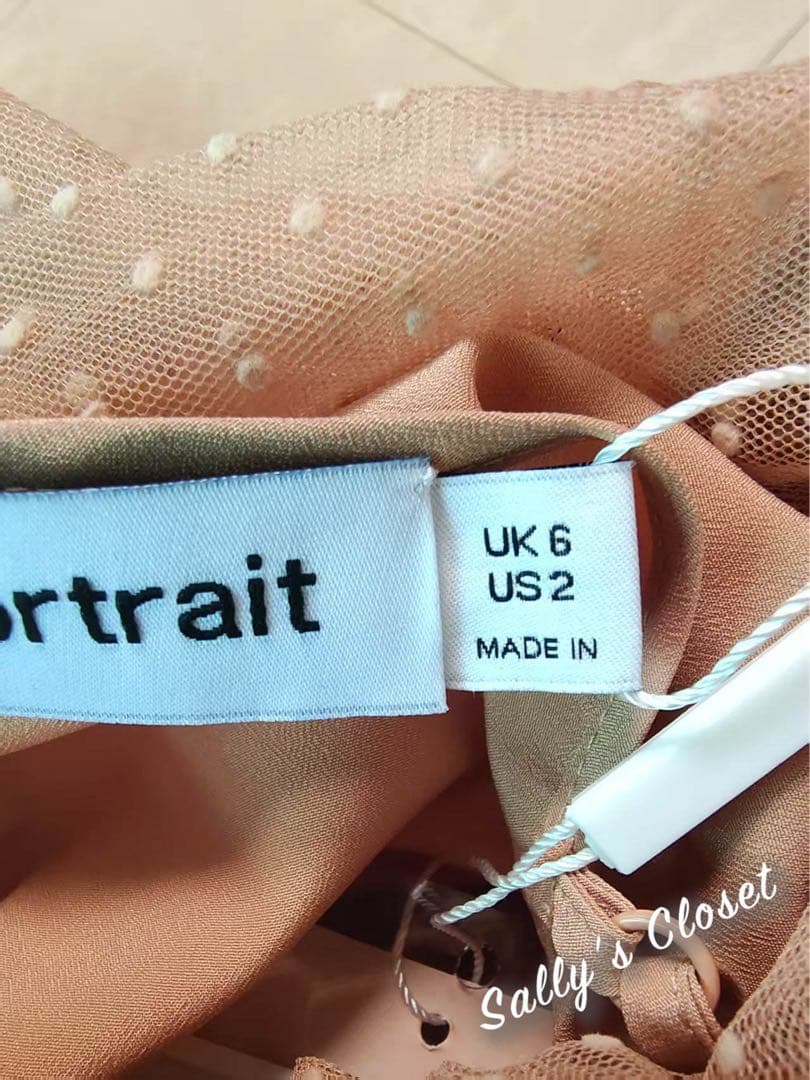 ortrait
UK 6
US 2
MADE IN
Sally's Closet